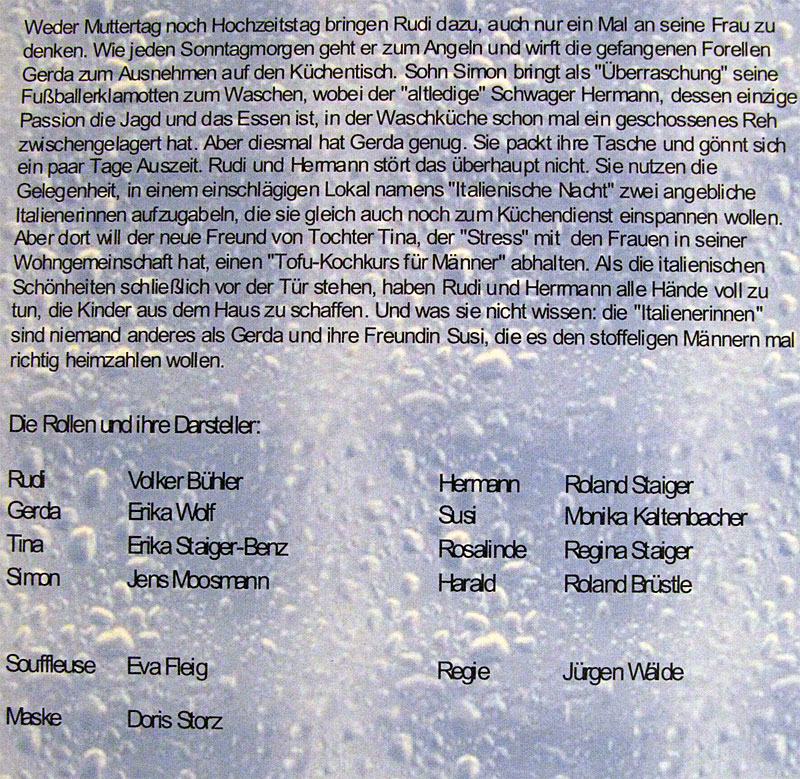 Weder Muttertag noch Hochzeitstag bringen Rudi dazu, auch nur ein Mal an seine Frau zu
denken. Wie jeden Sonntagmorgen geht er zum Angeln und wirft die gefangenen Forellen
Gerda zum Ausnehmen auf den Küchentisch. Sohn Simon bringt als "Überraschung" seine
Fußballerklamotten zum Waschen, wobei der "altledige" Schwager Hermann, dessen einzige
Passion die Jagd und das Essen ist, in der Waschküche schon mal ein geschossenes Reh
zwischengelagert hat. Aber diesmal hat Gerda genug. Sie packt ihre Tasche und gönnt sich
ein paar Tage Auszeit. Rudi und Hermann stört das überhaupt nicht. Sie nutzen die
Gelegenheit, in einem einschlägigen Lokal namens "Italienische Nacht" zwei angebliche
Italienerinnen aufzugabeln, die sie gleich auch noch zum Küchendienst einspannen wollen.
Aber dort will der neue Freund von Tochter Tina, der "Stress" mit den Frauen in seiner
Wohngemeinschaft hat, einen "Tofu-Kochkurs für Männer" abhalten. Als die italienischen
Schönheiten schließlich vor der Tür stehen, haben Rudi und Herrmann alle Hände voll zu
tun, die Kinder aus dem Haus zu schaffen. Und was sie nicht wissen: die "Italienerinnen"
sind niemand anderes als Gerda und ihre Freundin Susi, die es den stoffeligen Männern mal
richtig heimzahlen wollen.
Die Rollen und ihre Darsteller:
Rudi Volker Bühler Hermann Roland Staiger
Gerda Erika Wolf Susi Monika Kaltenbacher
Tina Erika Staiger-Benz Rosalinde Regina Staiger
Simon Jens Moosmann Harald Roland Brüstle
Souffleuse Eva Fleig Regie Jürgen Wälde
Maske Doris Storz